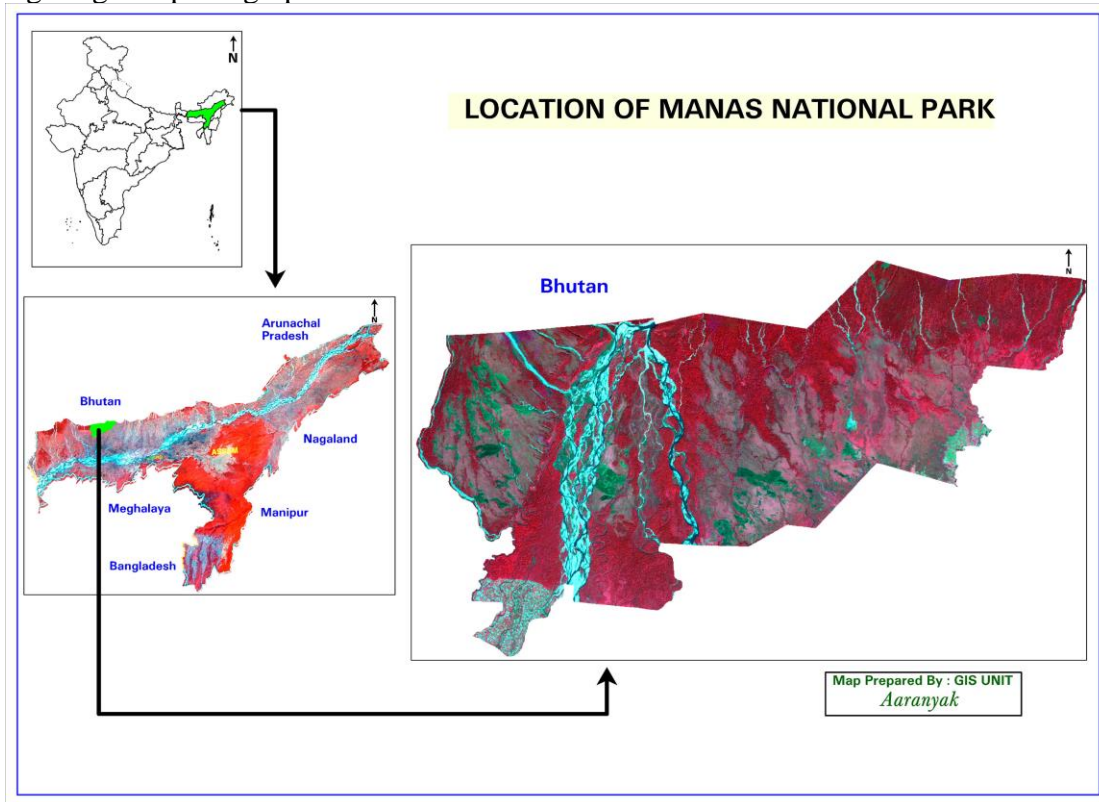 N
LOCATION OF MANAS NATIONAL PARK
N
Arunachal
Pradesh
Bhutan
Nagaland
ASSAM
Meghalaya
Manipur
Bangladesh
N
Bhutan
Map Prepared By : GIS UNIT
Aaranyak